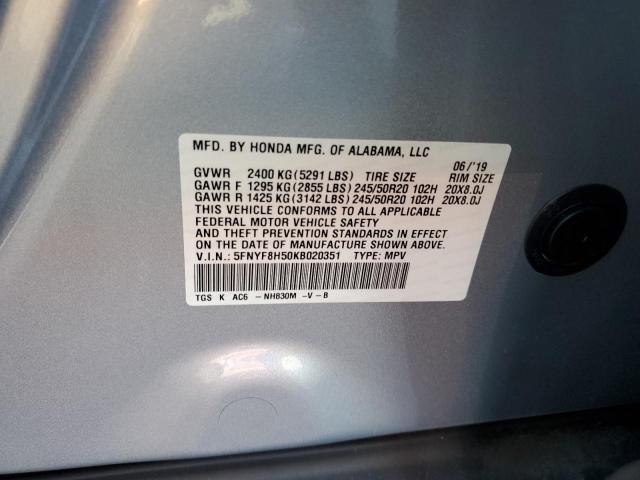 MFD. BY HONDA MFG. OF ALABAMA, LLC
06/'19
GVWR 2400 KG(5291 LBS) TIRE SIZE RIM SIZE
GAWR F 1295 KG(2855 LBS) 245/50R20 102H 20X8.0J
GAWR R 1425 KG(3142 LBS) 245/50R20 102H 20X8.0J
THIS VEHICLE CONFORMS TO ALL APPLICABLE
FEDERAL MOTOR VEHICLE SAFETY
AND THEFT PREVENTION STANDARDS IN EFFECT
ON THE DATE OF MANUFACTURE SHOWN ABOVE.
V.I.N.: 5FNYF8H50KB020351 TYPE: MPV
TGS K AC6 -NH830M -V-B